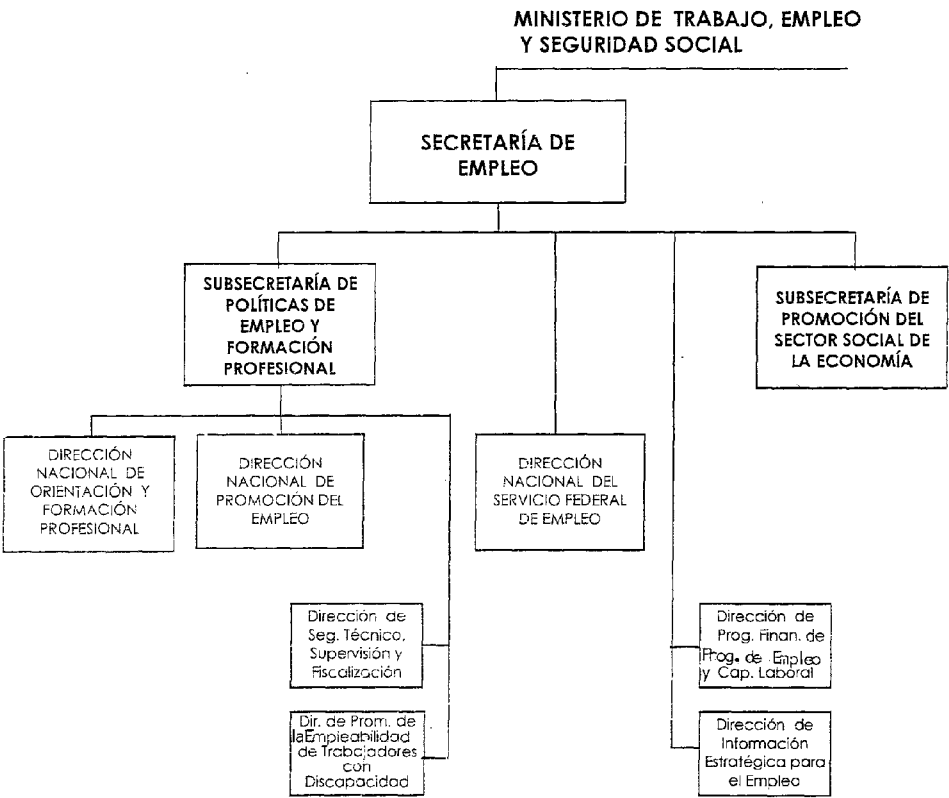 MINISTERIO DE TRABAJO, EMPLEO
Y SEGURIDAD SOCIAL
SECRETARÍA DE
EMPLEO
SUBSECRETARÍA DE
POLÍTICAS DE
EMPLEO Y
FORMACIÓN
PROFESIONAL
SUBSECRETARÍA DE
PROMOCIÓN DEL
SECTOR SOCIAL DE
LA ECONOMÍA
DIRECCIÓN
NACIONAL DE
ORIENTACIÓN Y
FORMACIÓN
PROFESIONAL
DIRECCIÓN
NACIONAL DE
PROMOCIÓN DEL
EMPLEO
DIRECCIÓN
NACIONAL DEL
SERVICIO FEDERAL
DE EMPLEO
Dirección de
Seg. Técnico,
Supervisión y
Fiscalización
Dirección de
Prog. Finan. de
Prog. de Empleo
y Cap. Laboral
Dir. de Prom. de
la Empleabilidad
de Trabajadores
con
Discapacidad
Dirección de
Información
Estratégica para
el Empleo